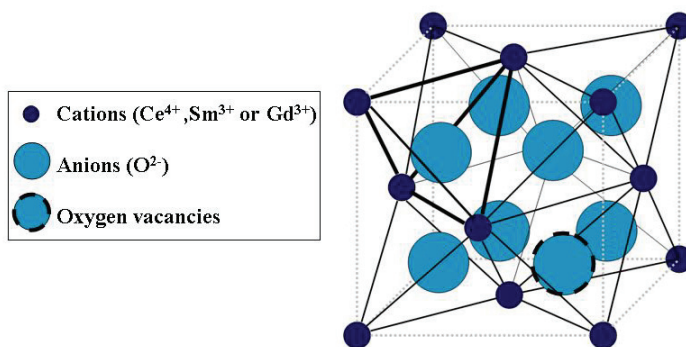 Cations (Ce⁴⁺ ,Sm³⁺ or Gd³⁺)
Anions (O²⁻)
Oxygen vacancies